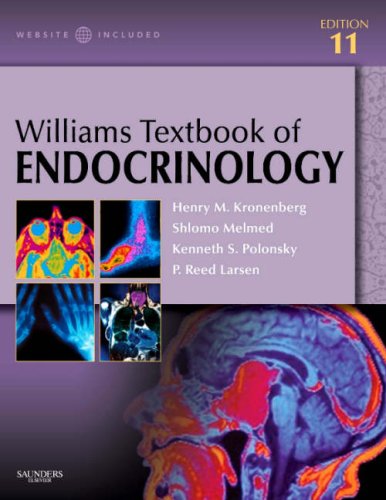 WEBSITE INCLUDED
EDITION
11
Williams Textbook of
ENDOCRINOLOGY
Henry M. Kronenberg
Shlomo Melmed
Kenneth S. Polonsky
P. Reed Larsen
SAUNDERS
ELSEVIER